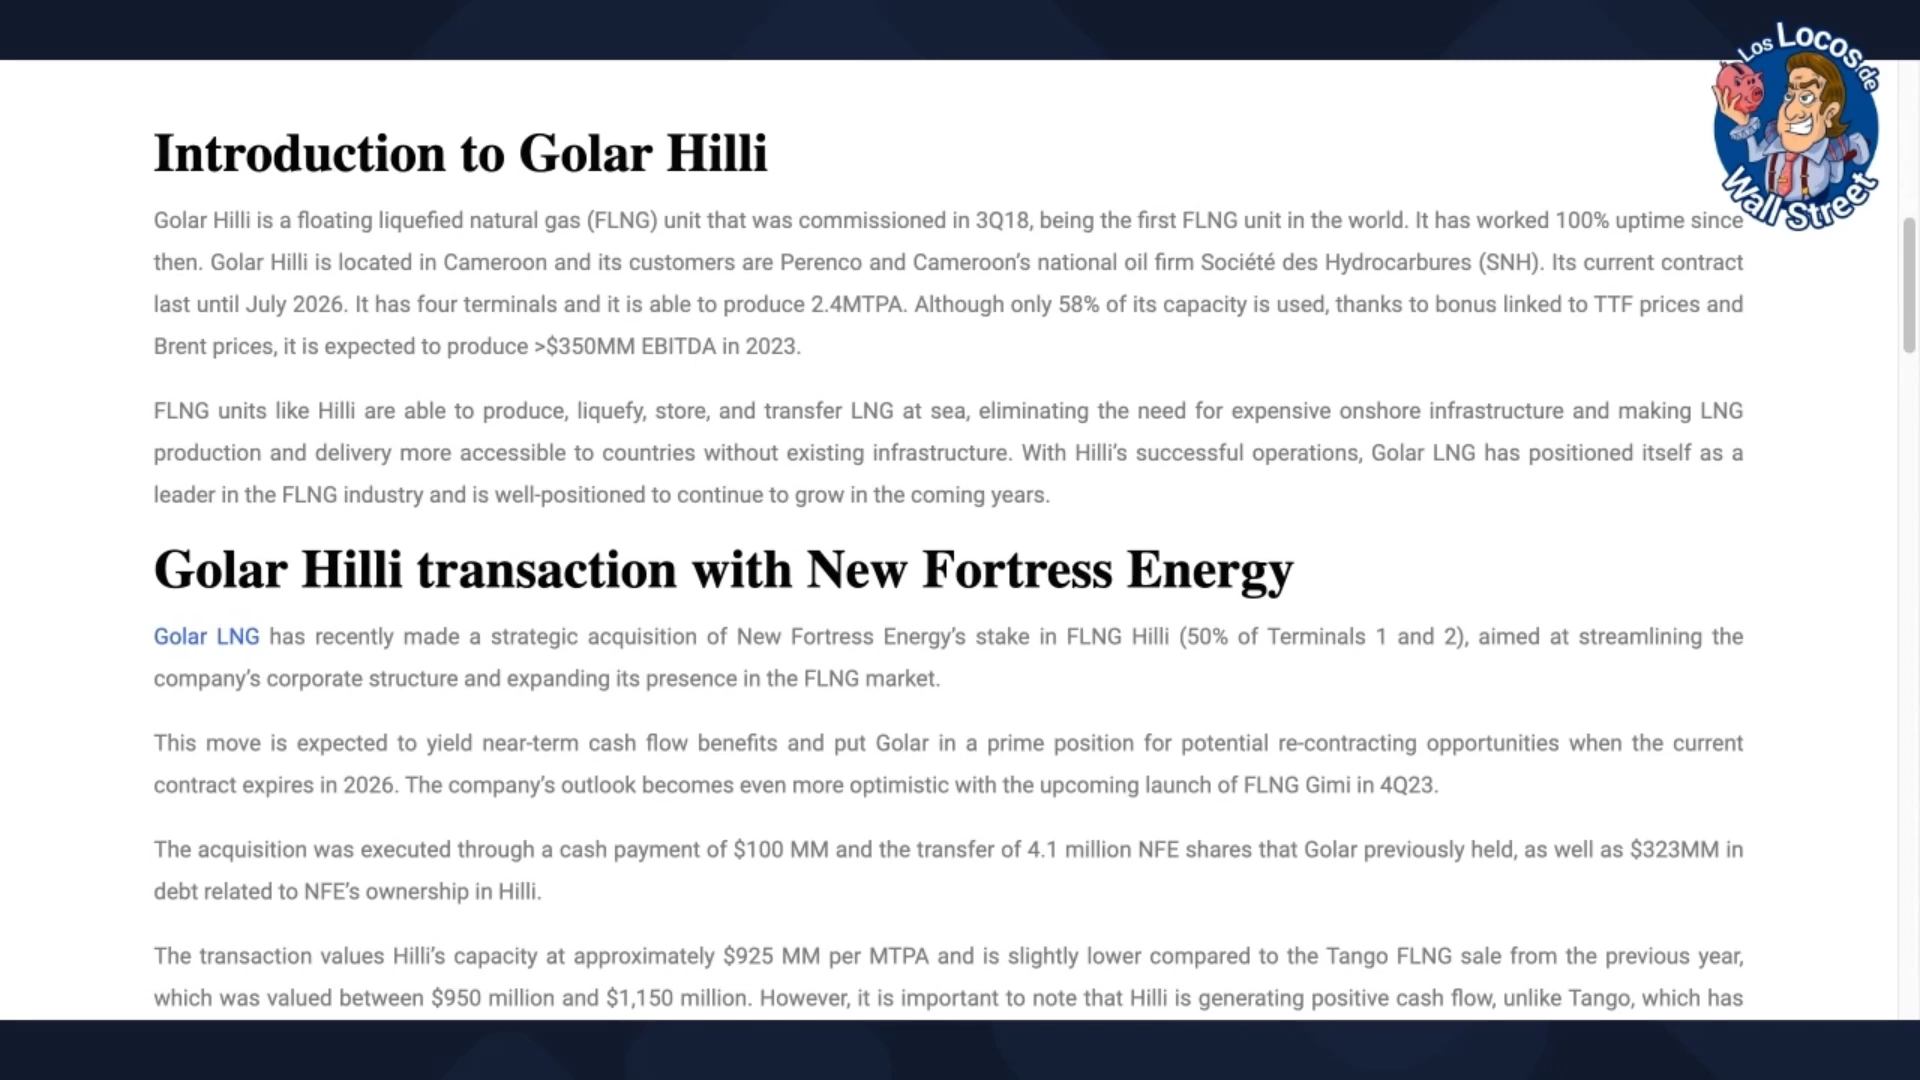 Los Locos de
Wall Street
Introduction to Golar Hilli
Golar Hilli is a floating liquefied natural gas (FLNG) unit that was commissioned in 3Q18, being the first FLNG unit in the world. It has worked 100% uptime since
then. Golar Hilli is located in Cameroon and its customers are Perenco and Cameroon’s national oil firm Société des Hydrocarbures (SNH). Its current contract
last until July 2026. It has four terminals and it is able to produce 2.4MTPA. Although only 58% of its capacity is used, thanks to bonus linked to TTF prices and
Brent prices, it is expected to produce >$350MM EBITDA in 2023.
FLNG units like Hilli are able to produce, liquefy, store, and transfer LNG at sea, eliminating the need for expensive onshore infrastructure and making LNG
production and delivery more accessible to countries without existing infrastructure. With Hilli’s successful operations, Golar LNG has positioned itself as a
leader in the FLNG industry and is well-positioned to continue to grow in the coming years.
Golar Hilli transaction with New Fortress Energy
Golar LNG has recently made a strategic acquisition of New Fortress Energy’s stake in FLNG Hilli (50% of Terminals 1 and 2), aimed at streamlining the
company’s corporate structure and expanding its presence in the FLNG market.
This move is expected to yield near-term cash flow benefits and put Golar in a prime position for potential re-contracting opportunities when the current
contract expires in 2026. The company’s outlook becomes even more optimistic with the upcoming launch of FLNG Gimi in 4Q23.
The acquisition was executed through a cash payment of $100 MM and the transfer of 4.1 million NFE shares that Golar previously held, as well as $323MM in
debt related to NFE’s ownership in Hilli.
The transaction values Hilli’s capacity at approximately $925 MM per MTPA and is slightly lower compared to the Tango FLNG sale from the previous year,
which was valued between $950 million and $1,150 million. However, it is important to note that Hilli is generating positive cash flow, unlike Tango, which has